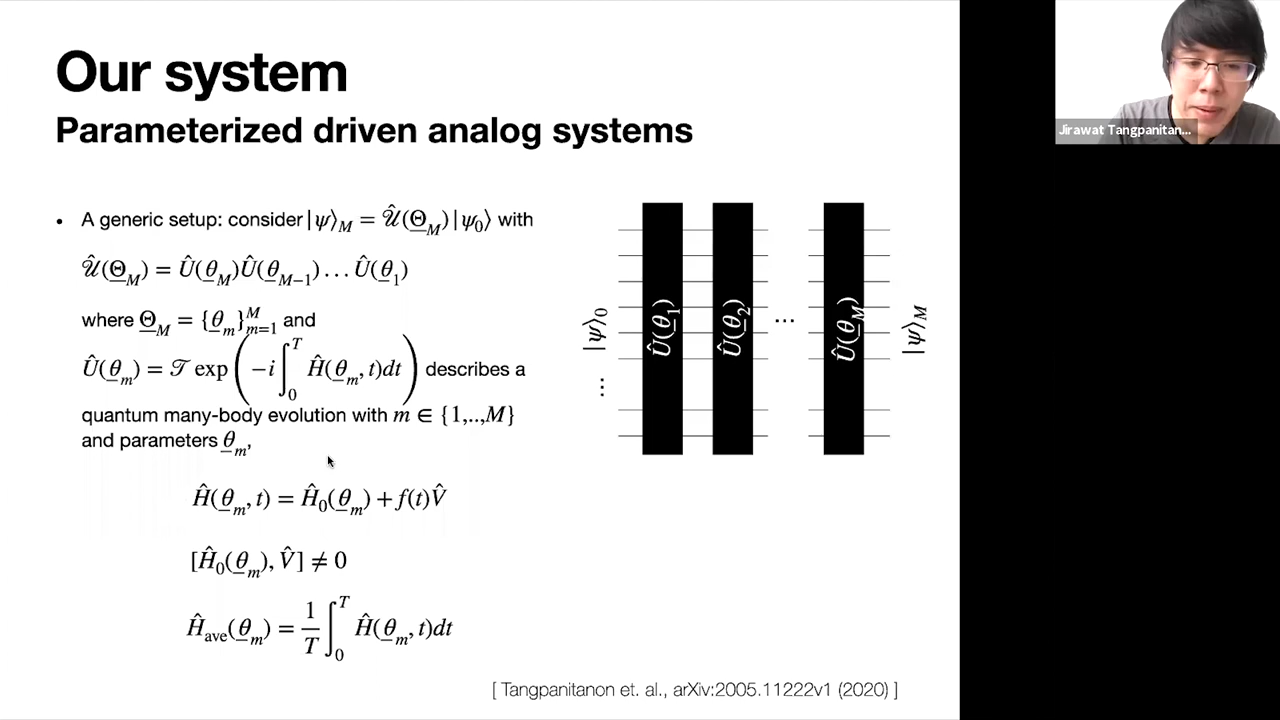 Our system
Parameterized driven analog systems
• A generic setup: consider |ψ⟩_M = 𝒰̂(Θ_M)|ψ₀⟩ with
𝒰̂(Θ_M) = Û(θ_M)Û(θ_{M−1})…Û(θ_1)
where Θ_M = {θ_m}_{m=1}^M and
Û(θ_m) = 𝒯 exp(−i∫_0^T Ĥ(θ_m, t)dt) describes a
quantum many-body evolution with m ∈ {1,..,M}
and parameters θ_m,
Ĥ(θ_m, t) = Ĥ_0(θ_m) + f(t)V̂
[Ĥ_0(θ_m), V̂] ≠ 0
Ĥ_ave(θ_m) = 1/T ∫_0^T Ĥ(θ_m, t)dt
|ψ⟩_0
⋯
Û(θ_1)
Û(θ_2)
⋯
Û(θ_M)
|ψ⟩_M
[ Tangpanitanon et. al., arXiv:2005.11222v1 (2020) ]
Jirawat Tangpanitan...